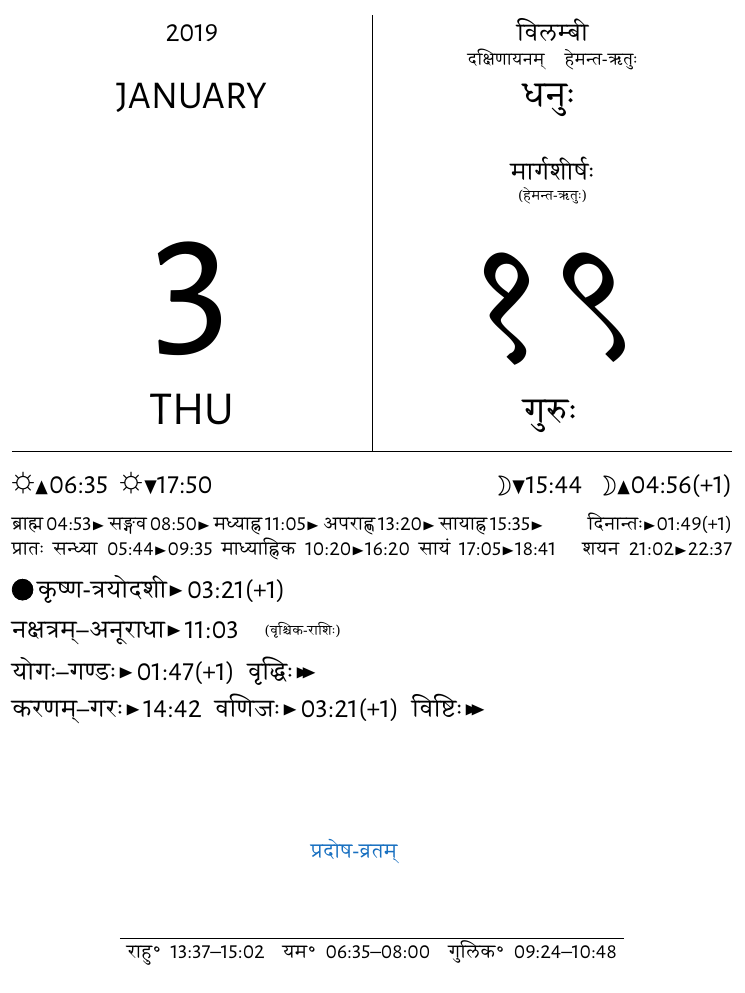 2019
JANUARY
3
THU
विलम्बी
दक्षिणायनम् हेमन्त-ऋतुः
धनुः
मार्गशीर्षः
(हेमन्त-ऋतुः)
१९
गुरुः
☼▲06:35 ☼▼17:50 ☽▼15:44 ☽▲04:56(+1)
ब्राह्म 04:53► सङ्गव 08:50► मध्याह्न 11:05► अपराह्ण 13:20► सायाह्न 15:35► दिनान्तः►01:49(+1)
प्रातः सन्ध्या 05:44►09:35 माध्याह्निक 10:20►16:20 सायं 17:05►18:41 शयन 21:02►22:37
●कृष्ण-त्रयोदशी► 03:21(+1)
नक्षत्रम्–अनूराधा►11:03 (वृश्चिक-राशिः)
योगः–गण्डः►01:47(+1) वृद्धिः►►
करणम्–गरः►14:42 वणिजः►03:21(+1) विष्टिः►►
प्रदोष-व्रतम्
राहु° 13:37–15:02 यम° 06:35–08:00 गुलिक° 09:24–10:48